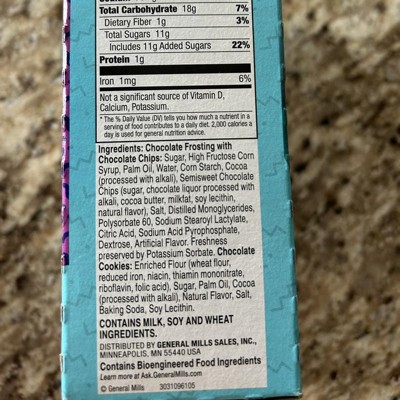 Total Carbohydrate 18g 7%
Dietary Fiber 1g 3%
Total Sugars 11g
Includes 11g Added Sugars 22%
Protein 1g
Iron 1mg 6%
Not a significant source of Vitamin D,
Calcium, Potassium.
* The % Daily Value (DV) tells you how much a nutrient in a
serving of food contributes to a daily diet. 2,000 calories a
day is used for general nutrition advice.
Ingredients: Chocolate Frosting with
Chocolate Chips: Sugar, High Fructose Corn
Syrup, Palm Oil, Water, Corn Starch, Cocoa
(processed with alkali), Semisweet Chocolate
Chips (sugar, chocolate liquor processed with
alkali, cocoa butter, milkfat, soy lecithin,
natural flavor), Salt, Distilled Monoglycerides,
Polysorbate 60, Sodium Stearoyl Lactylate,
Citric Acid, Sodium Acid Pyrophosphate,
Dextrose, Artificial Flavor. Freshness
preserved by Potassium Sorbate. Chocolate
Cookies: Enriched Flour (wheat flour,
reduced iron, niacin, thiamin mononitrate,
riboflavin, folic acid), Sugar, Palm Oil, Cocoa
(processed with alkali), Natural Flavor, Salt,
Baking Soda, Soy Lecithin.
CONTAINS MILK, SOY AND WHEAT
INGREDIENTS.
DISTRIBUTED BY GENERAL MILLS SALES, INC.,
MINNEAPOLIS, MN 55440 USA
Contains Bioengineered Food Ingredients
Learn more at Ask.GeneralMills.com
© General Mills 3031096105